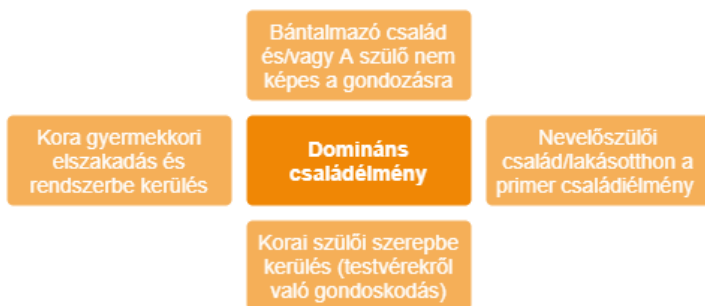 Bántalmazó család
és/vagy A szülő nem
képes a gondozásra
Kora gyermekkori
elszakadás és
rendszerbe kerülés
Domináns
családélmény
Nevelőszülői
család/lakásotthon a
primer családiélmény
Korai szülői szerepbe
kerülés (testvérekről
való gondoskodás)